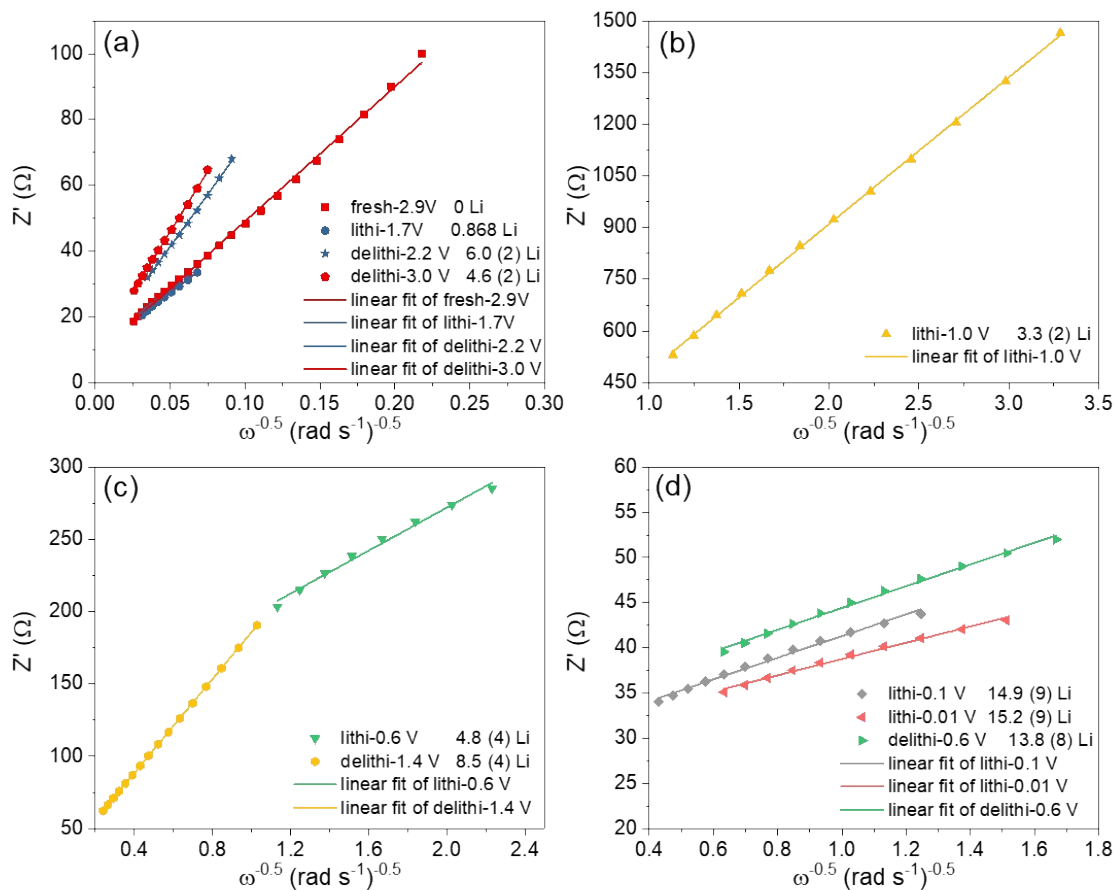 (a)
100
80
60
40
20
0
Z' (Ω)
fresh-2.9V 0 Li
lithi-1.7V 0.868 Li
delithi-2.2 V 6.0 (2) Li
delithi-3.0 V 4.6 (2) Li
linear fit of fresh-2.9V
linear fit of lithi-1.7V
linear fit of delithi-2.2 V
linear fit of delithi-3.0 V
0.00 0.05 0.10 0.15 0.20 0.25 0.30
ω^-0.5 (rad s^-1)^-0.5
(b)
1500
1350
1200
1050
900
750
600
450
Z' (Ω)
lithi-1.0 V 3.3 (2) Li
linear fit of lithi-1.0 V
1.0 1.5 2.0 2.5 3.0 3.5
ω^-0.5 (rad s^-1)^-0.5
(c)
300
250
200
150
100
50
Z' (Ω)
lithi-0.6 V 4.8 (4) Li
delithi-1.4 V 8.5 (4) Li
linear fit of lithi-0.6 V
linear fit of delithi-1.4 V
0.4 0.8 1.2 1.6 2.0 2.4
ω^-0.5 (rad s^-1)^-0.5
(d)
60
55
50
45
40
35
30
25
20
Z' (Ω)
lithi-0.1 V 14.9 (9) Li
lithi-0.01 V 15.2 (9) Li
delithi-0.6 V 13.8 (8) Li
linear fit of lithi-0.1 V
linear fit of lithi-0.01 V
linear fit of delithi-0.6 V
0.4 0.6 0.8 1.0 1.2 1.4 1.6 1.8
ω^-0.5 (rad s^-1)^-0.5